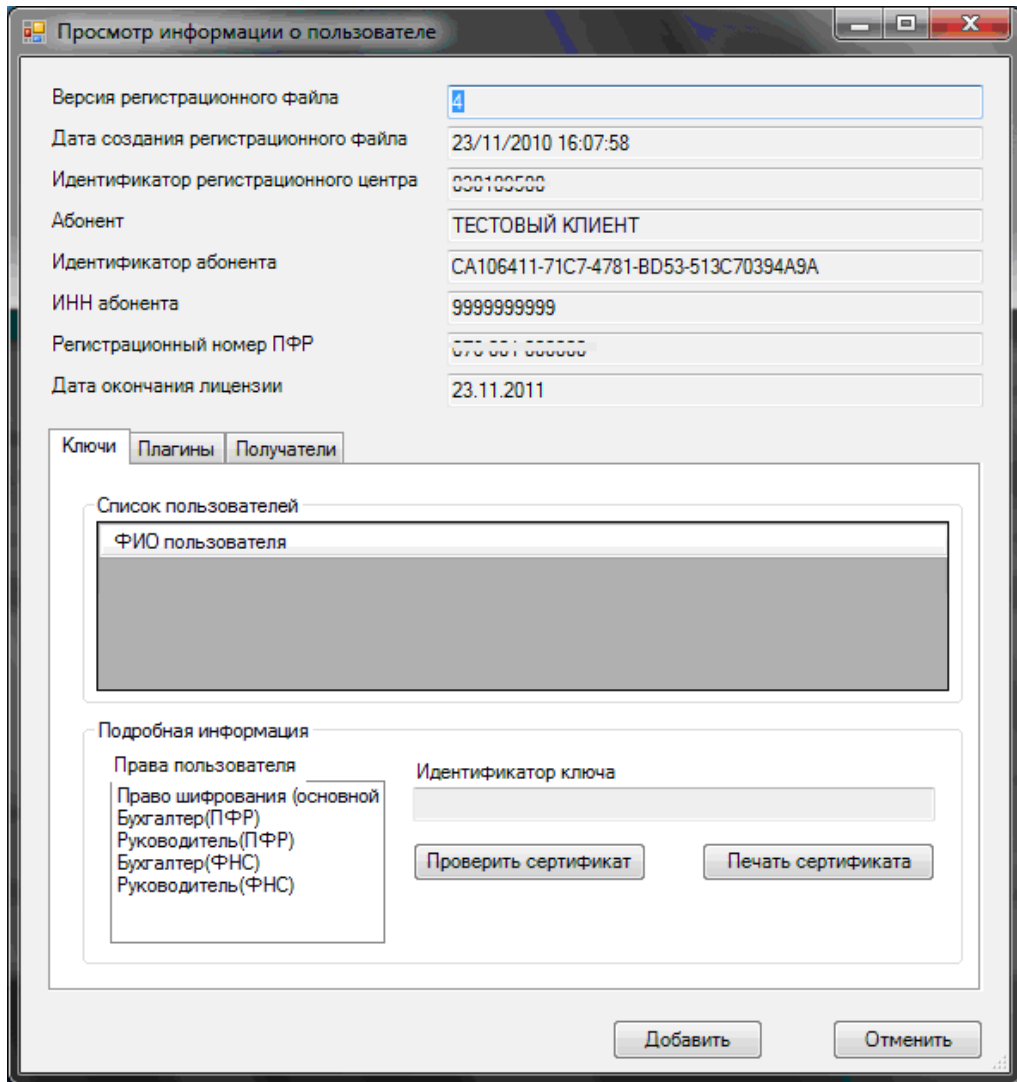 Просмотр информации о пользователе
Версия регистрационного файла 4
Дата создания регистрационного файла 23/11/2010 16:07:58
Идентификатор регистрационного центра
Абонент ТЕСТОВЫЙ КЛИЕНТ
Идентификатор абонента CA106411-71C7-4781-BD53-513C70394A9A
ИНН абонента 9999999999
Регистрационный номер ПФР
Дата окончания лицензии 23.11.2011
Ключи Плагины Получатели
Список пользователей
ФИО пользователя
Подробная информация
Права пользователя
Право шифрования (основной
Бухгалтер(ПФР)
Руководитель(ПФР)
Бухгалтер(ФНС)
Руководитель(ФНС)
Идентификатор ключа
Проверить сертификат Печать сертификата
Добавить Отменить